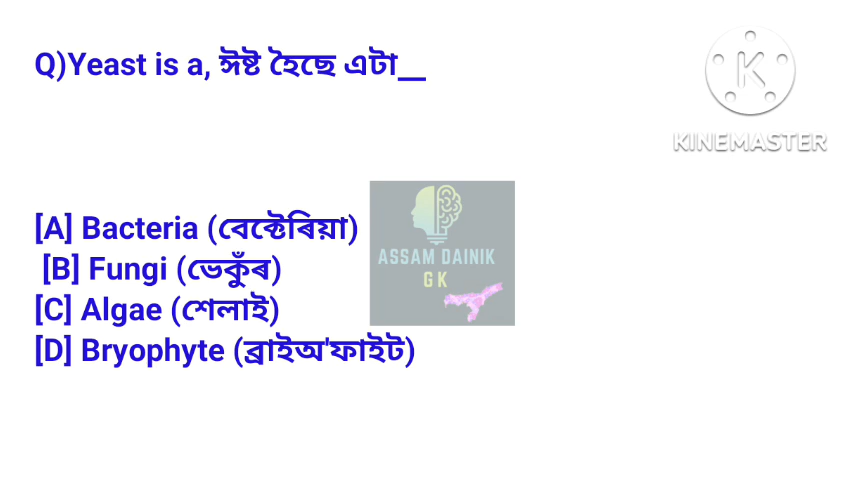 Q)Yeast is a, ঈষ্ট হৈছে এটা__
KINEMASTER
[A] Bacteria (বেক্টেৰিয়া)
[B] Fungi (ভেকুঁৰ)
[C] Algae (শেলাই)
[D] Bryophyte (ব্ৰাইঅ'ফাইট)
ASSAM DAINIK
GK